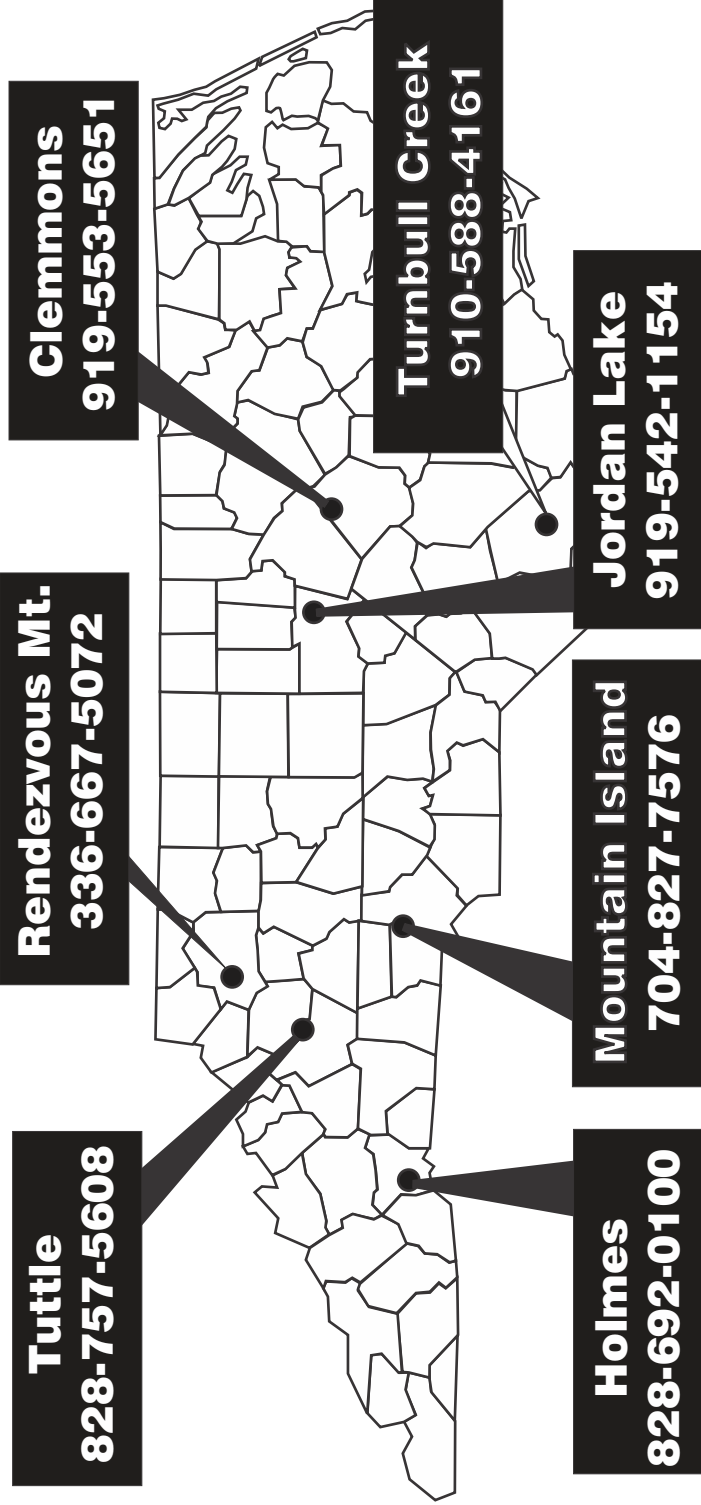 Tuttle
828-757-5608
Rendezvous Mt.
336-667-5072
Clemmons
919-553-5651
Turnbull Creek
910-588-4161
Holmes
828-692-0100
Mountain Island
704-827-7576
Jordan Lake
919-542-1154